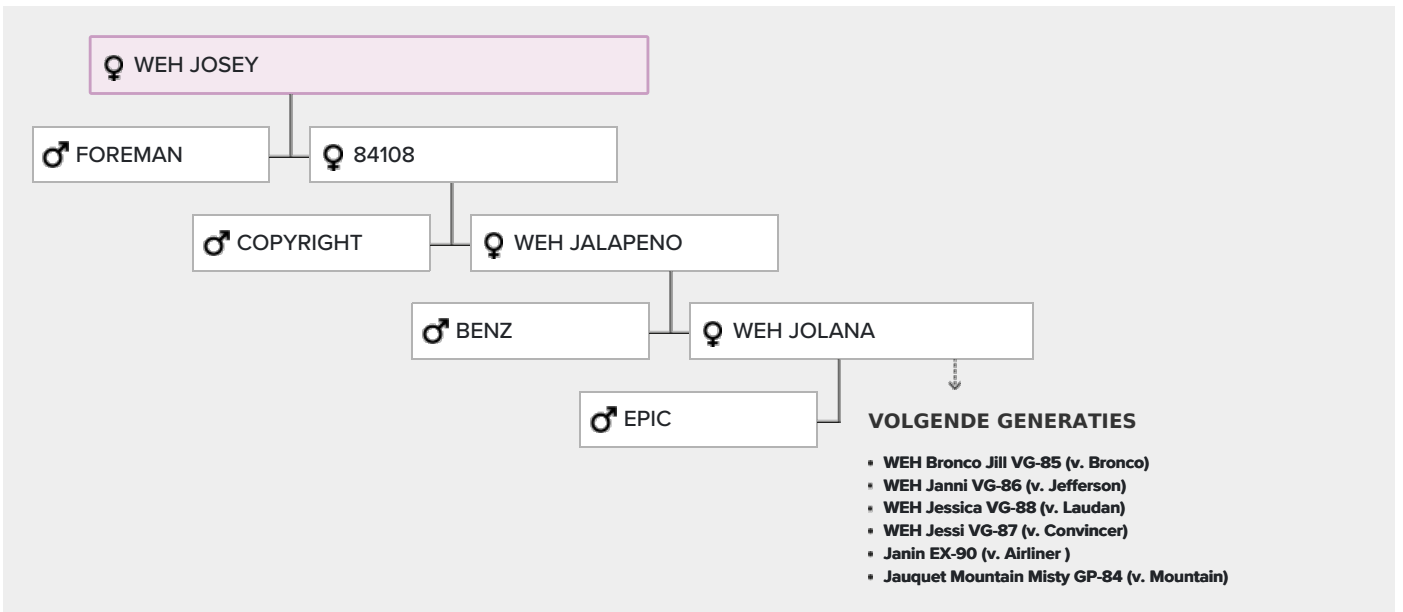 WEH JOSEY
FOREMAN
84108
COPYRIGHT
WEH JALAPENO
BENZ
WEH JOLANA
EPIC
VOLGENDE GENERATIES
• WEH Bronco Jill VG-85 (v. Bronco)
• WEH Janni VG-86 (v. Jefferson)
• WEH Jessica VG-88 (v. Laudan)
• WEH Jessi VG-87 (v. Convincer)
• Janin EX-90 (v. Airliner )
• Jauquet Mountain Misty GP-84 (v. Mountain)